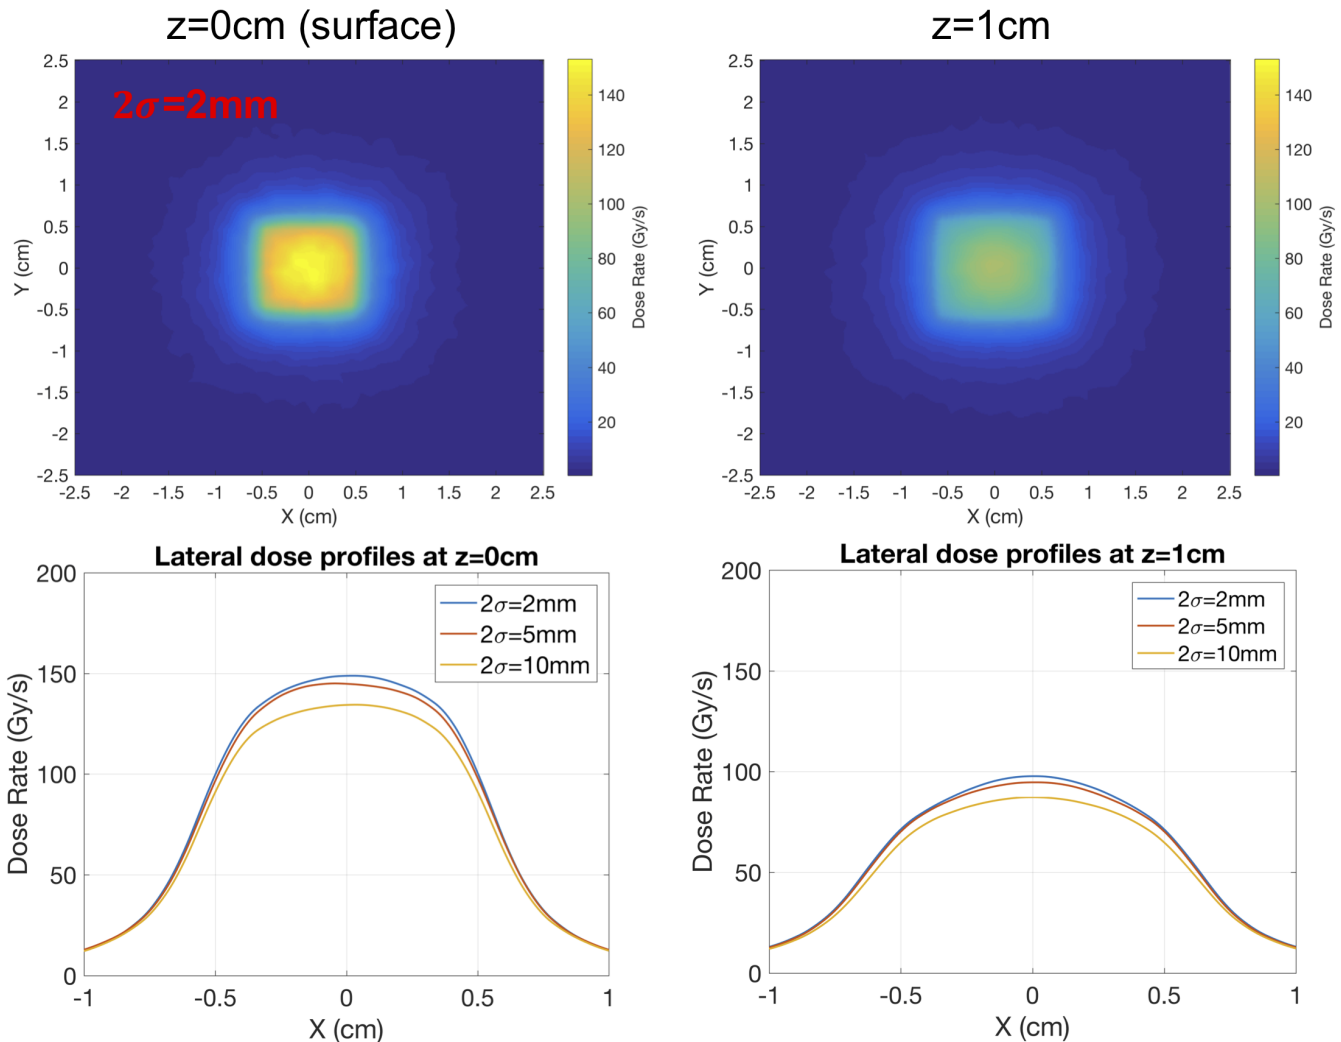 z=0cm (surface)
z=1cm
2σ=2mm
2.5
2
1.5
1
0.5
0
-0.5
-1
-1.5
-2
-2.5
-2.5 -2 -1.5 -1 -0.5 0 0.5 1 1.5 2 2.5
X (cm)
Y (cm)
140
120
100
80
60
40
20
Dose Rate (Gy/s)
2.5
2
1.5
1
0.5
0
-0.5
-1
-1.5
-2
-2.5
-2.5 -2 -1.5 -1 -0.5 0 0.5 1 1.5 2 2.5
X (cm)
Y (cm)
140
120
100
80
60
40
20
Dose Rate (Gy/s)
Lateral dose profiles at z=0cm
200
150
100
50
0
-1 -0.5 0 0.5 1
X (cm)
Dose Rate (Gy/s)
2σ=2mm
2σ=5mm
2σ=10mm
Lateral dose profiles at z=1cm
200
150
100
50
0
-1 -0.5 0 0.5 1
X (cm)
Dose Rate (Gy/s)
2σ=2mm
2σ=5mm
2σ=10mm